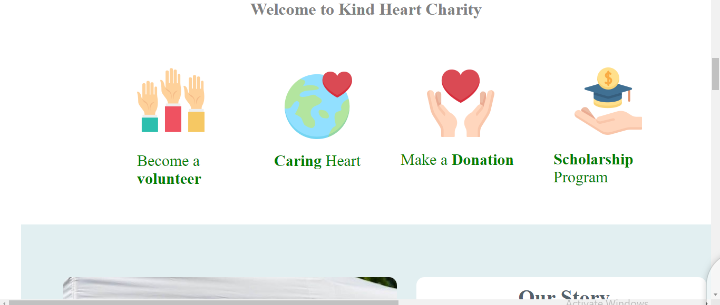 Welcome to Kind Heart Charity
Become a
volunteer
Caring Heart
Make a Donation
Scholarship
Program
Our Story
Activate Windows